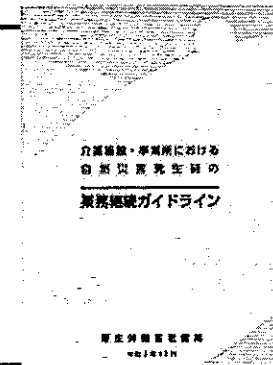 介護施設・事業所における
自然災害発生時の
業務継続ガイドライン
厚生労働省老健局